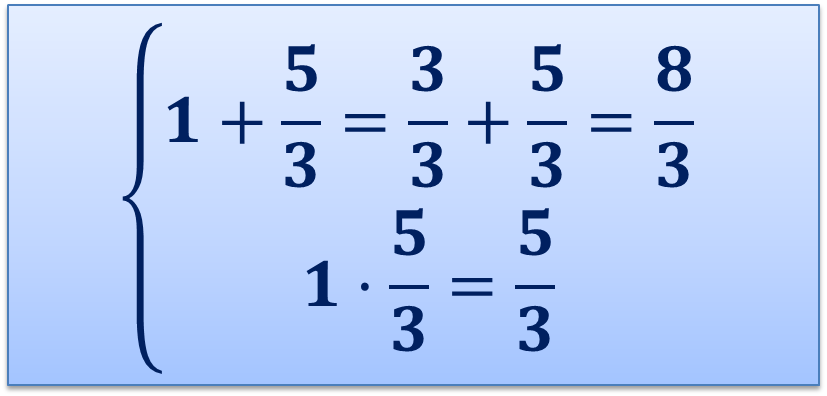 1 + 5/3 = 3/3 + 5/3 = 8/3
1 · 5/3 = 5/3